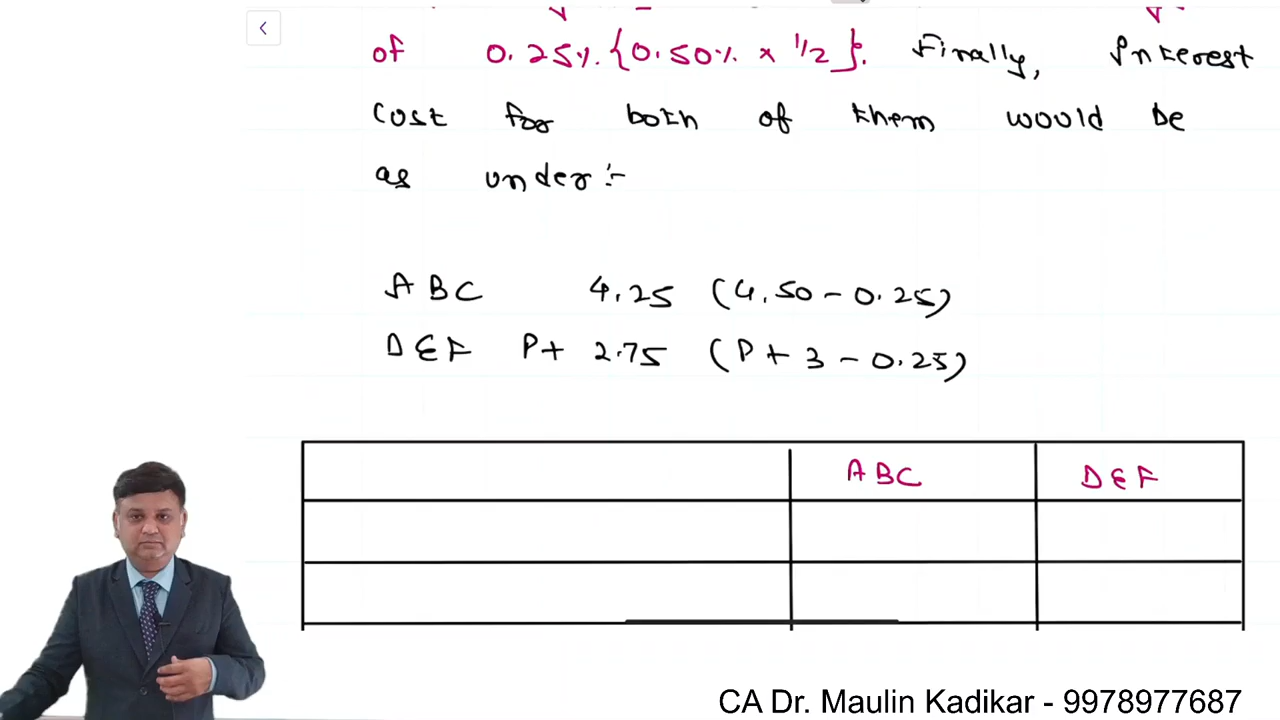 of 0.25%. {0.50% x 1/2}. Finally, Interest
cost for both of them would be
as under:-
ABC 4.25 (4.50 - 0.25)
DEF P+ 2.75 (P + 3 - 0.25)
ABC DEF
CA Dr. Maulin Kadikar - 9978977687